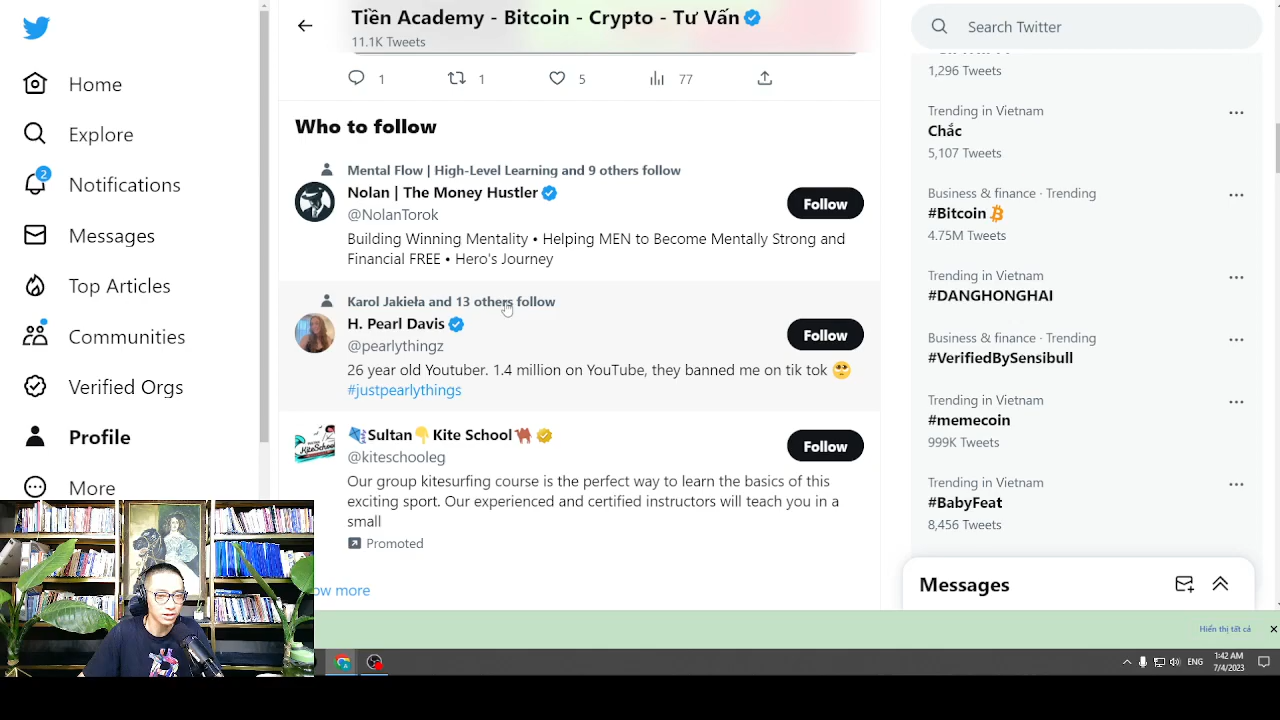 Home
Explore
2
Notifications
Messages
Top Articles
Communities
Verified Orgs
Profile
More
Tiền Academy - Bitcoin - Crypto - Tư Vấn
11.1K Tweets
1 1 5 77
Who to follow
Mental Flow | High-Level Learning and 9 others follow
Nolan | The Money Hustler
@NolanTorok
Follow
Building Winning Mentality • Helping MEN to Become Mentally Strong and
Financial FREE • Hero's Journey
Karol Jakieła and 13 others follow
H. Pearl Davis
@pearlythingz
Follow
26 year old Youtuber. 1.4 million on YouTube, they banned me on tik tok 🥺
#justpearlythings
🪁Sultan👇Kite School🐫
@kiteschooleg
Follow
Our group kitesurfing course is the perfect way to learn the basics of this
exciting sport. Our experienced and certified instructors will teach you in a
small
Promoted
more
Search Twitter
1,296 Tweets
Trending in Vietnam
Chắc
5,107 Tweets
Business & finance · Trending
#Bitcoin
4.75M Tweets
Trending in Vietnam
#DANGHONGHAI
Business & finance · Trending
#VerifiedBySensibull
Trending in Vietnam
#memecoin
999K Tweets
Trending in Vietnam
#BabyFeat
8,456 Tweets
Messages
Hiển thị tất cả
ENG
1:42 AM
7/4/2023